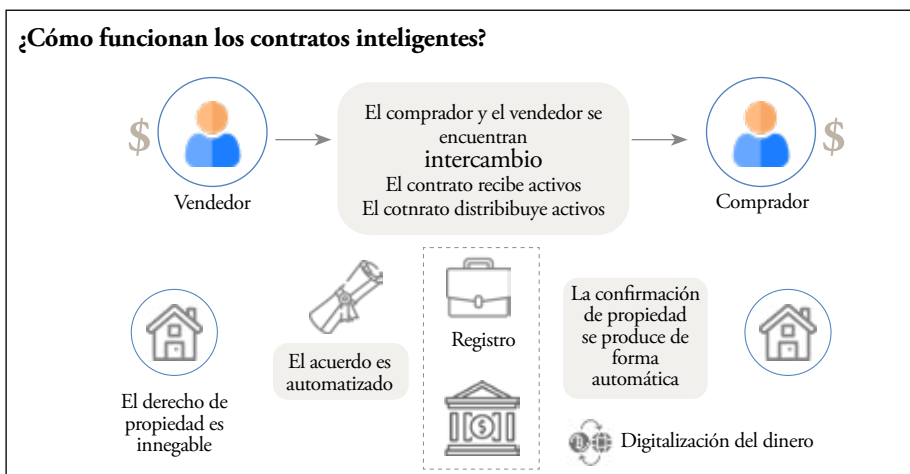 ¿Cómo funcionan los contratos inteligentes?
$
Vendedor
El comprador y el vendedor se
encuentran
intercambio
El contrato recibe activos
El cotnrato distribibuye activos
$
Comprador
El derecho de
propiedad es
innegable
El acuerdo es
automatizado
Registro
$
La confirmación
de propiedad
se produce de
forma
automática
Digitalización del dinero